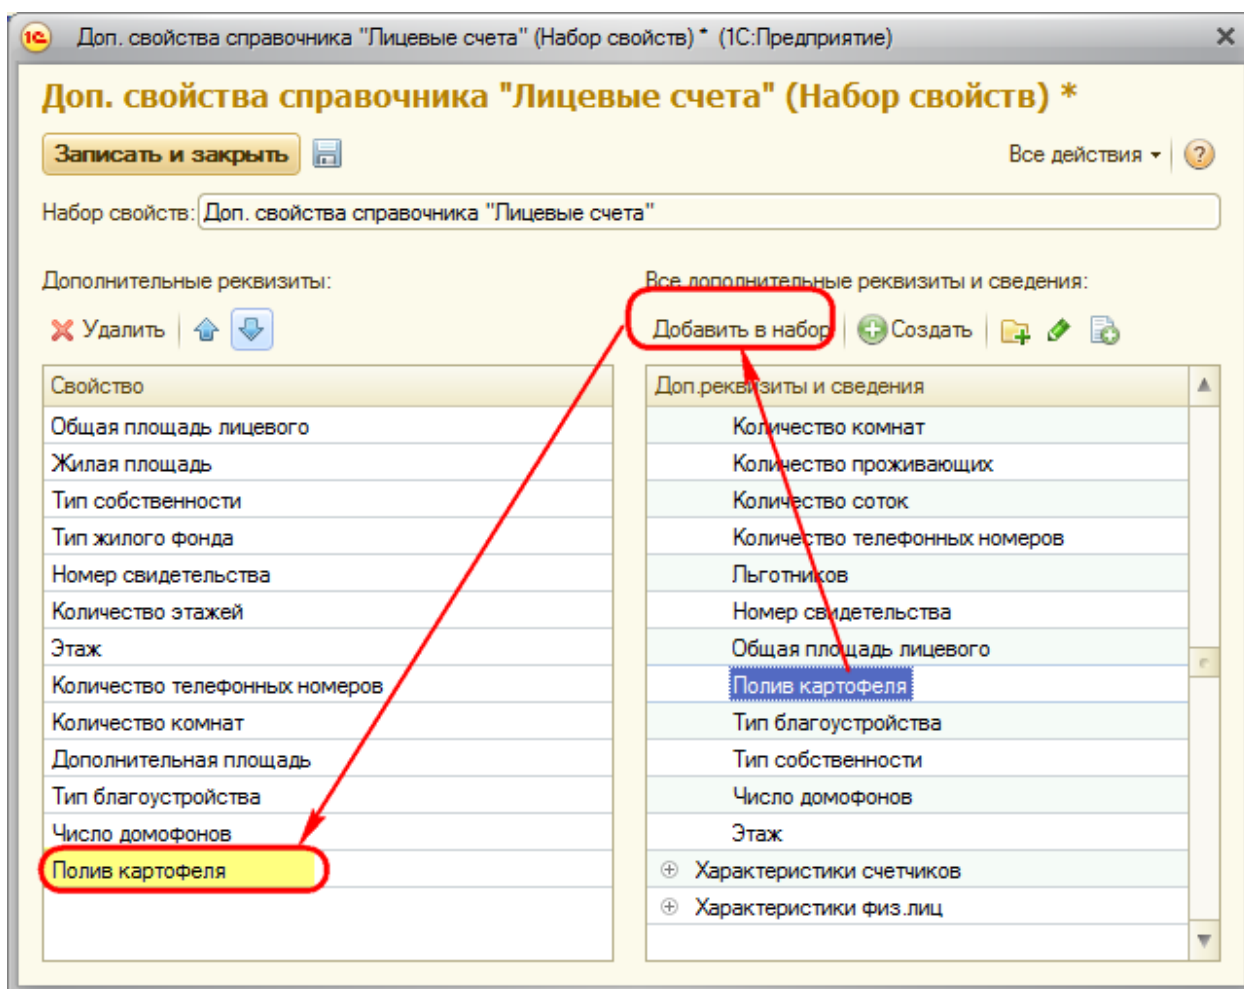 Доп. свойства справочника "Лицевые счета" (Набор свойств) * (1С:Предприятие)
Доп. свойства справочника "Лицевые счета" (Набор свойств) *
Записать и закрыть
Все действия
Набор свойств: Доп. свойства справочника "Лицевые счета"
Дополнительные реквизиты:
Удалить
Свойство
Общая площадь лицевого
Жилая площадь
Тип собственности
Тип жилого фонда
Номер свидетельства
Количество этажей
Этаж
Количество телефонных номеров
Количество комнат
Дополнительная площадь
Тип благоустройства
Число домофонов
Полив картофеля
Все дополнительные реквизиты и сведения:
Добавить в набор Создать
Доп.реквизиты и сведения
Количество комнат
Количество проживающих
Количество соток
Количество телефонных номеров
Льготников
Номер свидетельства
Общая площадь лицевого
Полив картофеля
Тип благоустройства
Тип собственности
Число домофонов
Этаж
Характеристики счетчиков
Характеристики физ.лиц